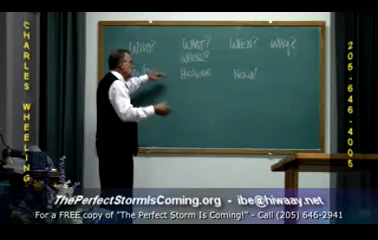 CHARLES WHEELING
WHO? WHAT? WHEN? WHY?
WHERE?
NOW!
205-646-4005
ThePerfectStormIsComing.org - ibe@hiwaay.net
For a FREE copy of "The Perfect Storm Is Coming!" - Call (205) 646-2941